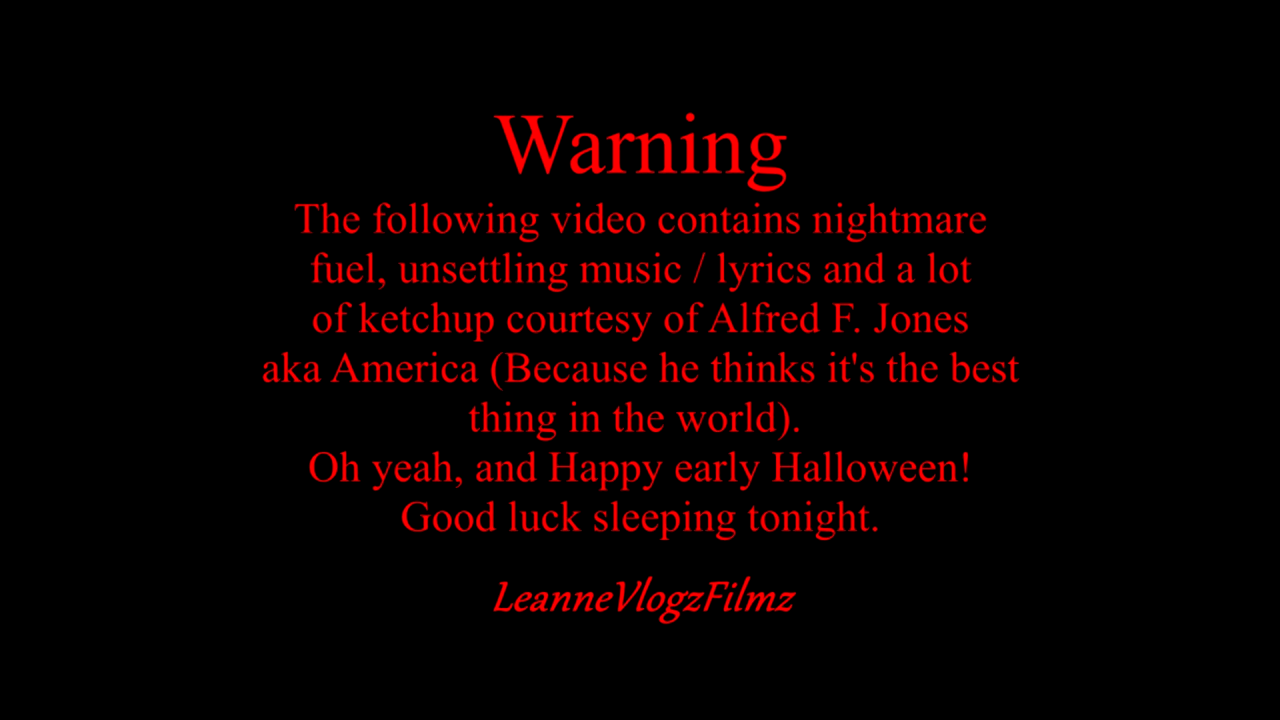 Warning
The following video contains nightmare
fuel, unsettling music / lyrics and a lot
of ketchup courtesy of Alfred F. Jones
aka America (Because he thinks it's the best
thing in the world).
Oh yeah, and Happy early Halloween!
Good luck sleeping tonight.
LeanneVlogzFilmz